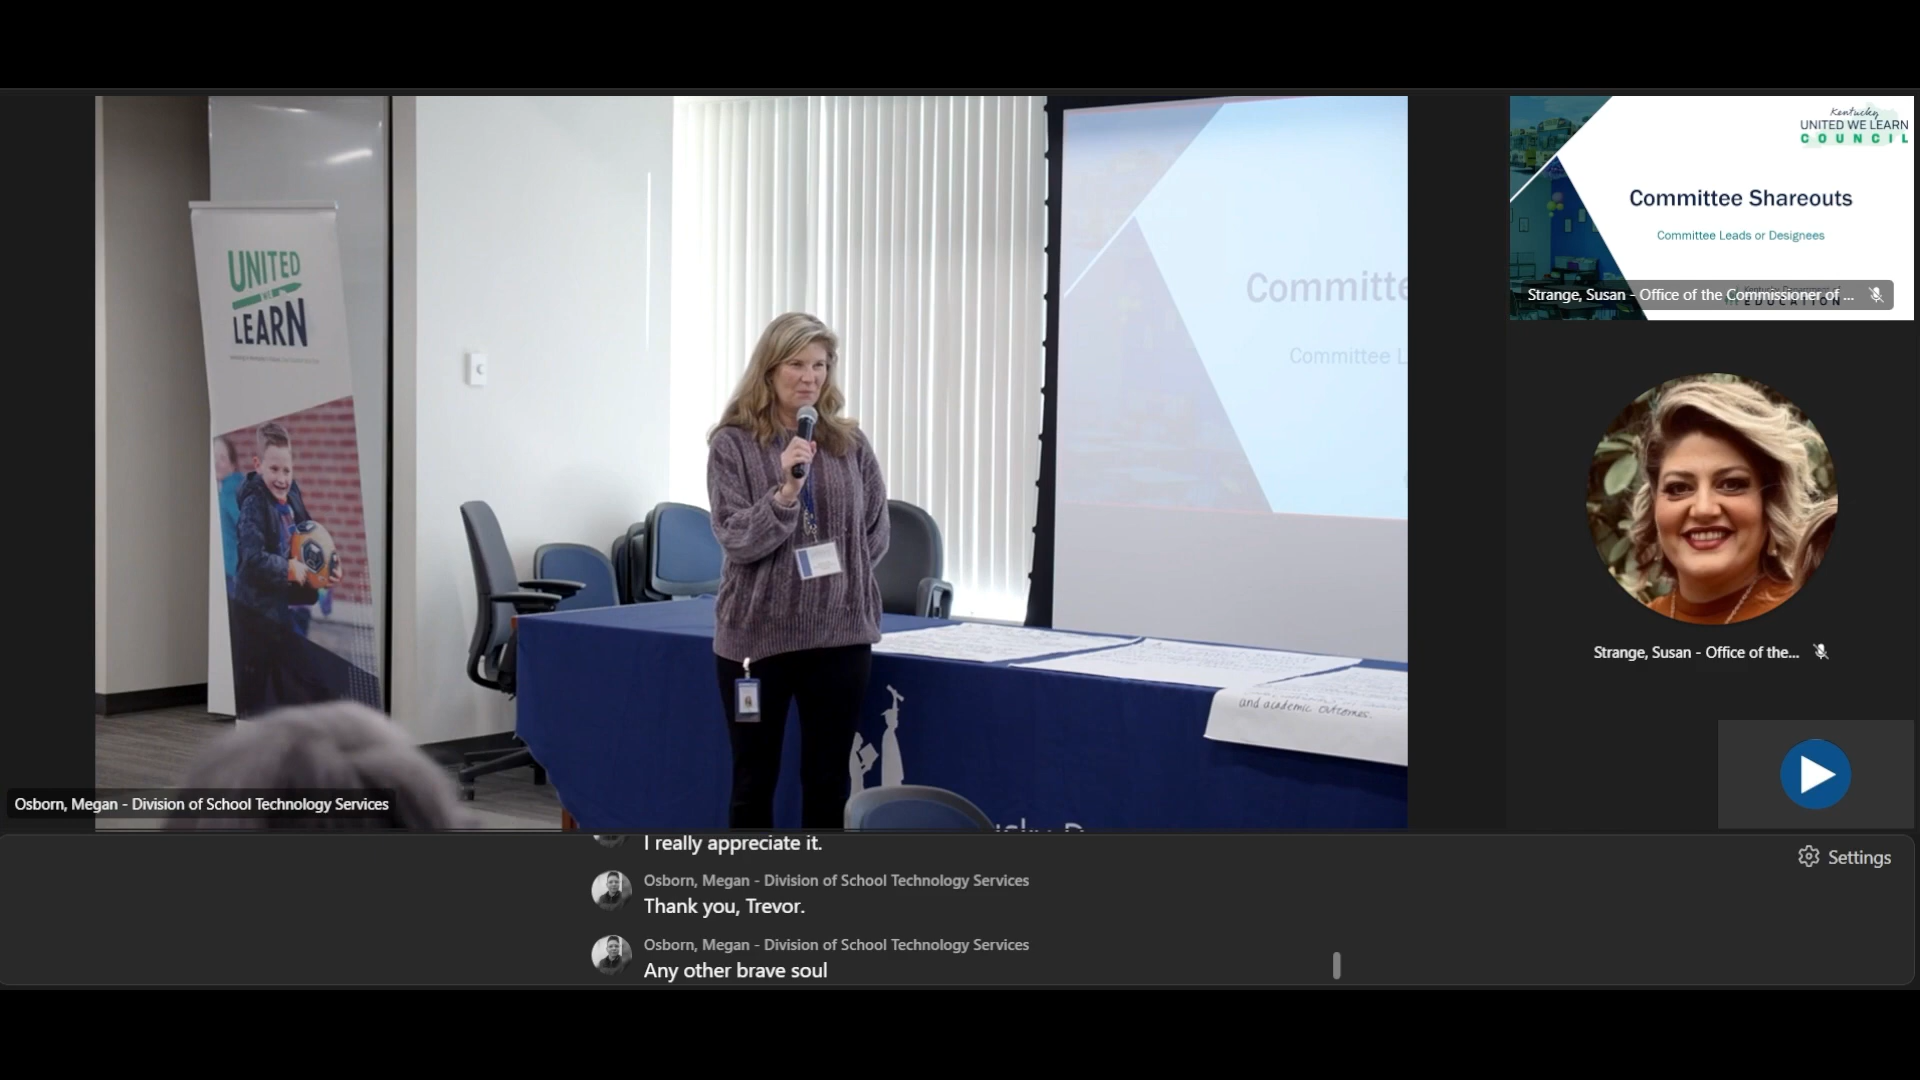 UNITED
WE
LEARN
Committe
Committee L
and academic outcomes.
Osborn, Megan - Division of School Technology Services
Kentucky
UNITED WE LEARN
COUNCIL
Committee Shareouts
Committee Leads or Designees
Strange, Susan - Office of the Commissioner of ...
EDUCATION
Strange, Susan - Office of the...
I really appreciate it.
Settings
Osborn, Megan - Division of School Technology Services
Thank you, Trevor.
Osborn, Megan - Division of School Technology Services
Any other brave soul